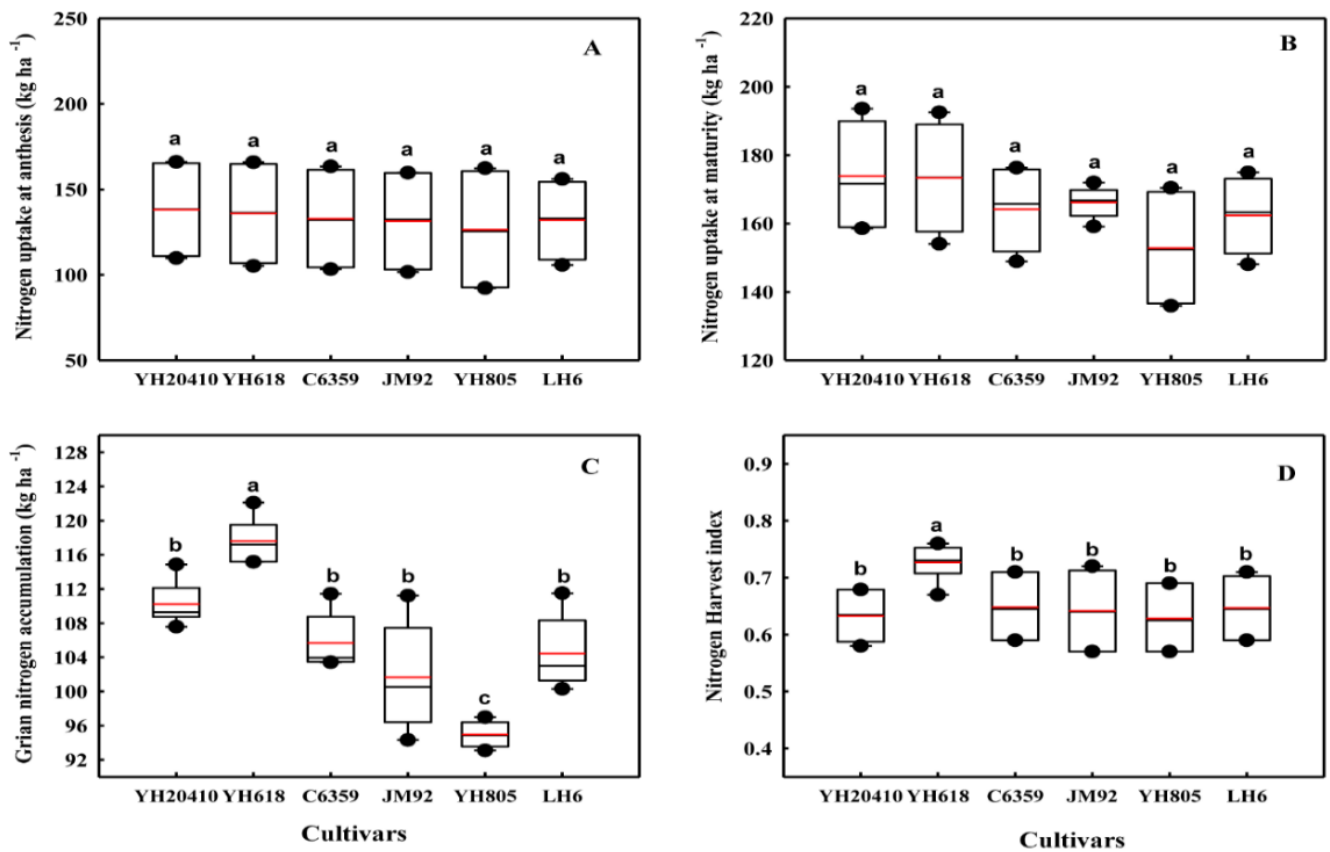 A
Nitrogen uptake at anthesis (kg ha ⁻¹)
250
200
150
100
50
a a a a a a
YH20410 YH618 C6359 JM92 YH805 LH6
B
Nitrogen uptake at maturity (kg ha ⁻¹)
220
200
180
160
140
120
a a a a a a
YH20410 YH618 C6359 JM92 YH805 LH6
C
Grian nitrogen accumulation (kg ha ⁻¹)
128
124
120
116
112
108
104
100
96
92
b a b b c b
YH20410 YH618 C6359 JM92 YH805 LH6
Cultivars
D
Nitrogen Harvest index
0.9
0.8
0.7
0.6
0.5
0.4
b a b b b b
YH20410 YH618 C6359 JM92 YH805 LH6
Cultivars